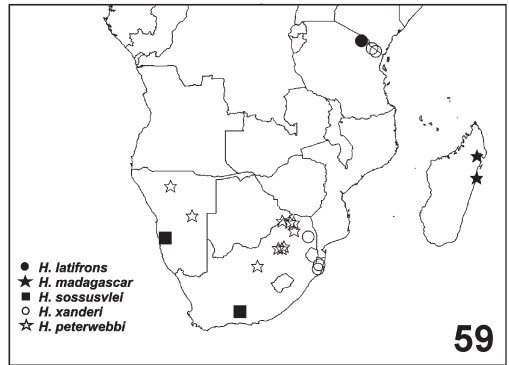 H. latifrons
H. madagascar
H. sossusvlei
H. xanderi
H. peterwebbi
59